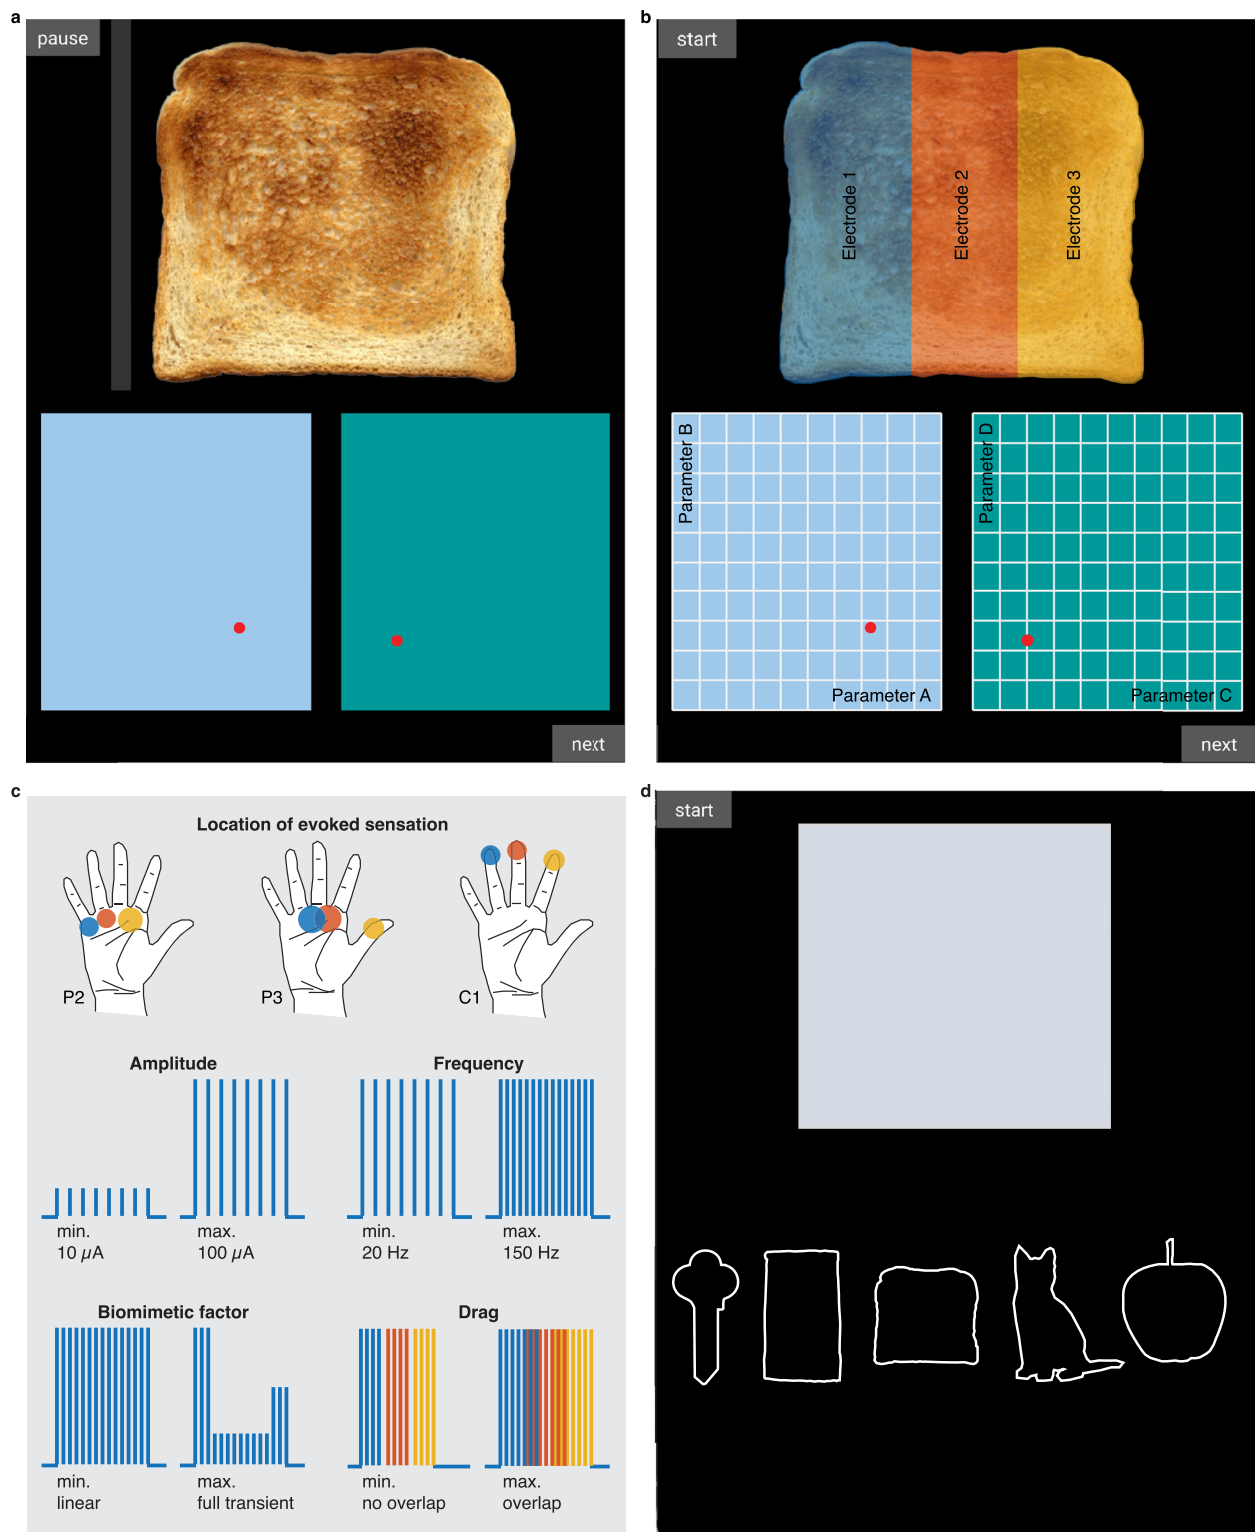 a
pause
next
b
start
Electrode 1
Electrode 2
Electrode 3
Parameter B
Parameter A
Parameter D
Parameter C
next
c
Location of evoked sensation
P2
P3
C1
Amplitude
min.
10 µA
max.
100 µA
Frequency
min.
20 Hz
max.
150 Hz
Biomimetic factor
min.
linear
max.
full transient
Drag
min.
no overlap
max.
overlap
d
start